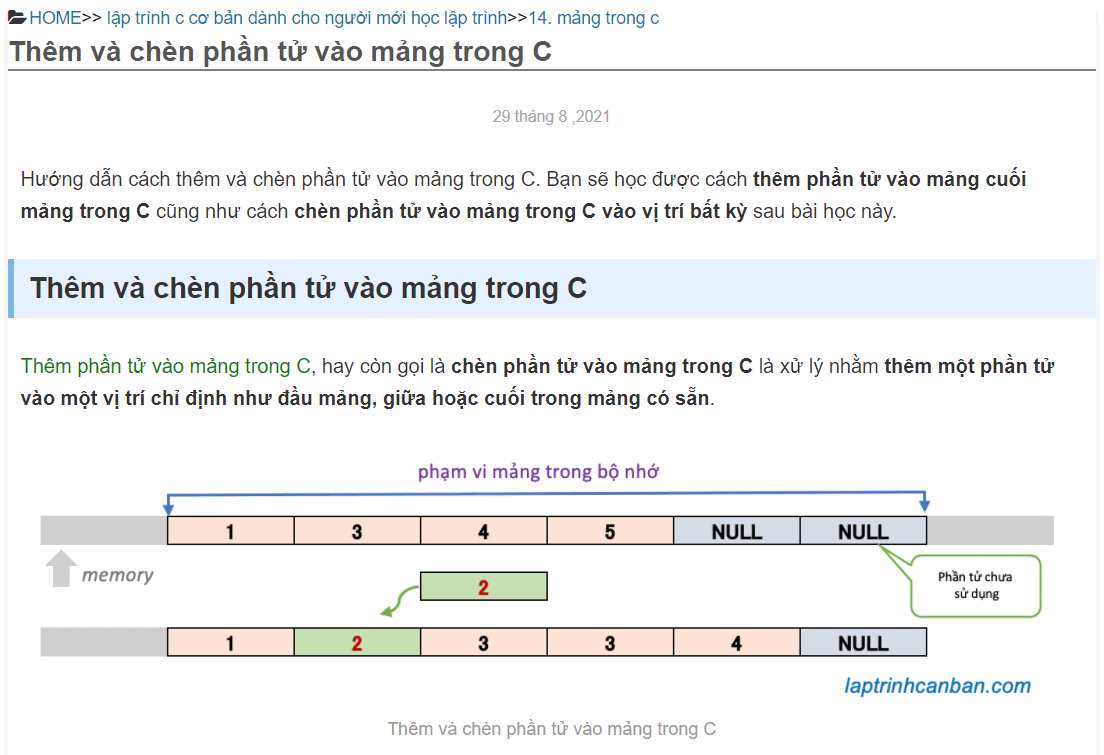 HOME>> lập trình c cơ bản dành cho người mới học lập trình>>14. mảng trong c
Thêm và chèn phần tử vào mảng trong C
29 tháng 8 ,2021
Hướng dẫn cách thêm và chèn phần tử vào mảng trong C. Bạn sẽ học được cách thêm phần tử vào mảng cuối
mảng trong C cũng như cách chèn phần tử vào mảng trong C vào vị trí bất kỳ sau bài học này.
Thêm và chèn phần tử vào mảng trong C
Thêm phần tử vào mảng trong C, hay còn gọi là chèn phần tử vào mảng trong C là xử lý nhằm thêm một phần tử
vào một vị trí chỉ định như đầu mảng, giữa hoặc cuối trong mảng có sẵn.
phạm vi mảng trong bộ nhớ
1 3 4 5 NULL NULL
memory
2
Phần tử chưa
sử dụng
1 2 3 3 4 NULL
laptrinhcanban.com
Thêm và chèn phần tử vào mảng trong C